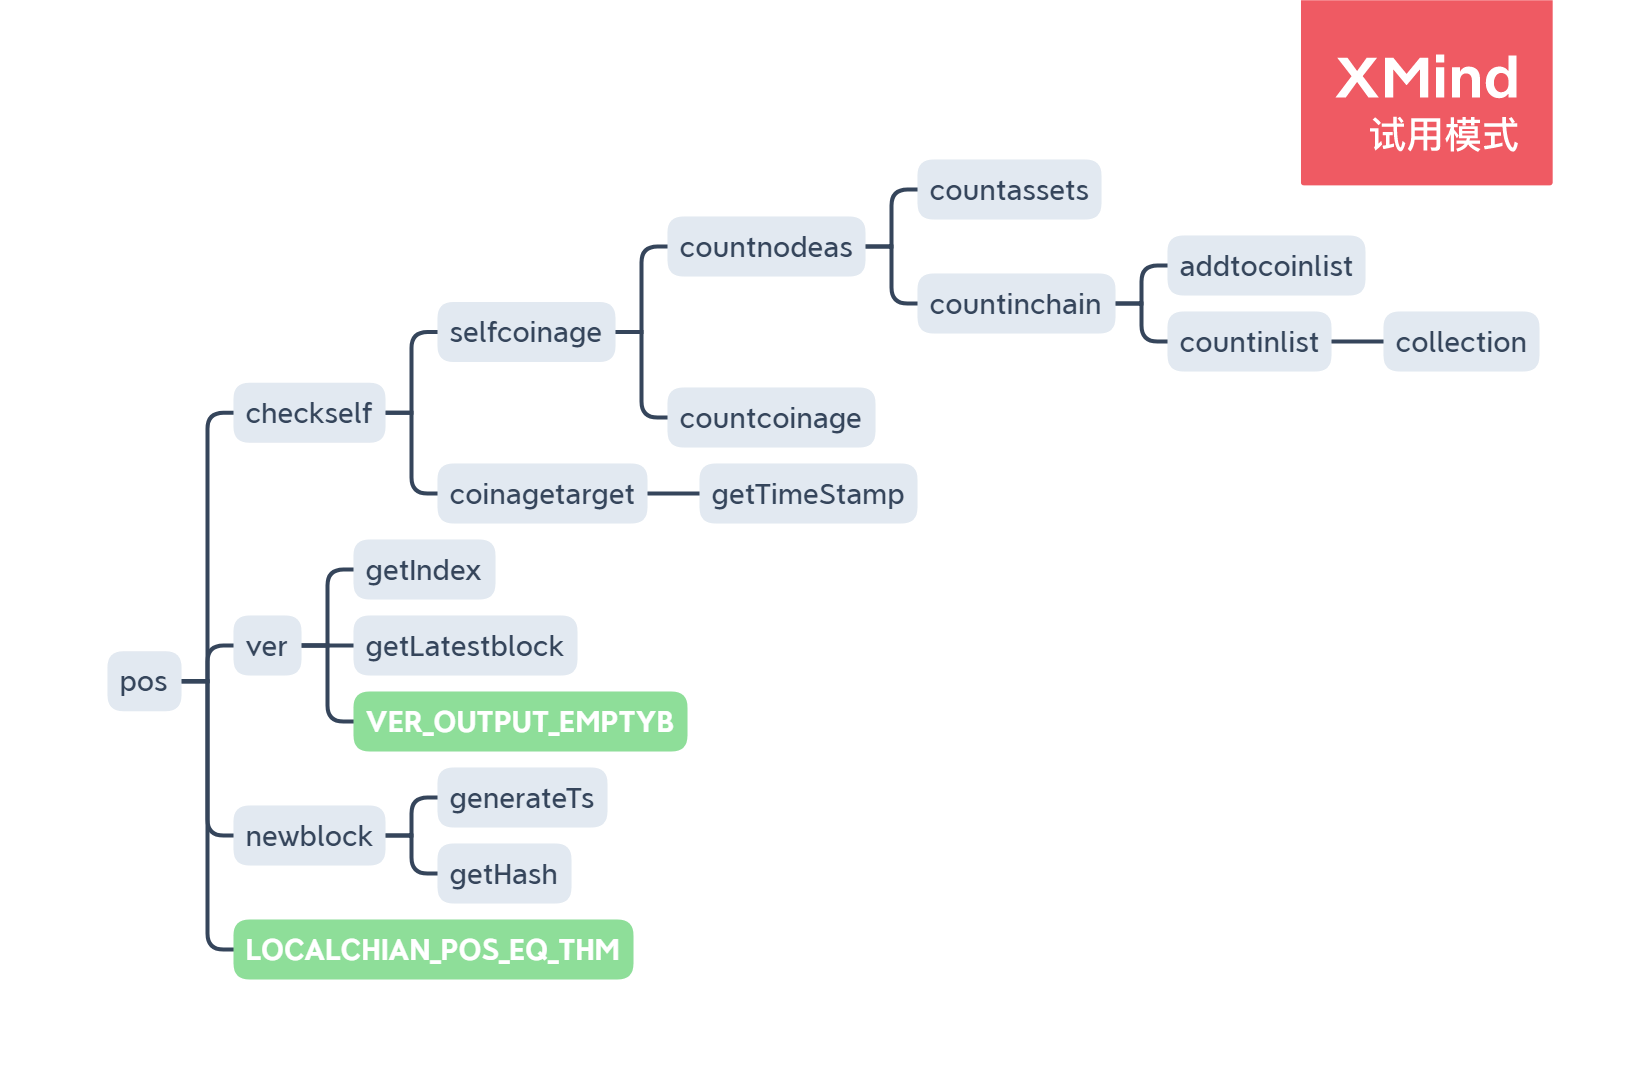 XMind
试用模式
countassets
countnodeas
addtocoinlist
countinchain
selfcoinage
countinlist
collection
checkself
countcoinage
coinagetarget
getTimeStamp
getIndex
ver
getLatestblock
pos
VER_OUTPUT_EMPTYB
generateTs
newblock
getHash
LOCALCHIAN_POS_EQ_THM